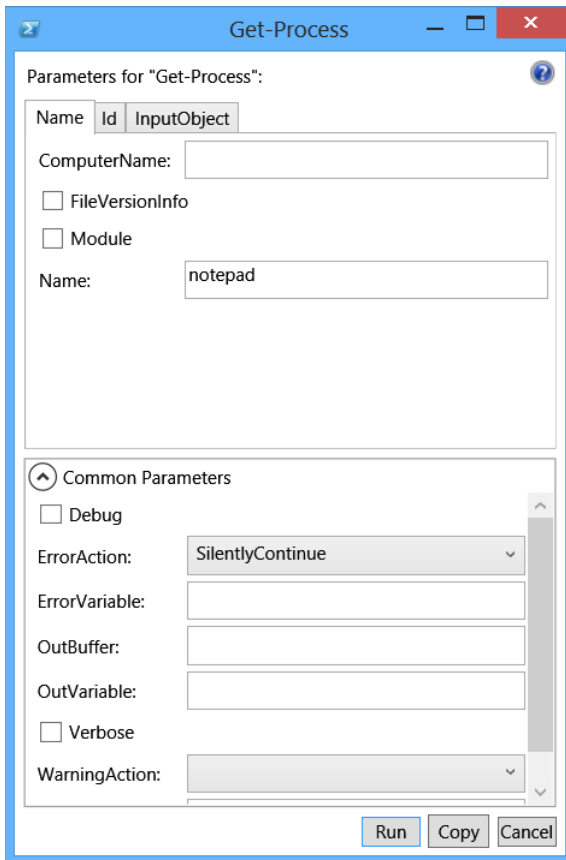 Get-Process
Parameters for "Get-Process":
Name Id InputObject
ComputerName:
FileVersionInfo
Module
Name: notepad
Common Parameters
Debug
ErrorAction: SilentlyContinue
ErrorVariable:
OutBuffer:
OutVariable:
Verbose
WarningAction:
Run Copy Cancel